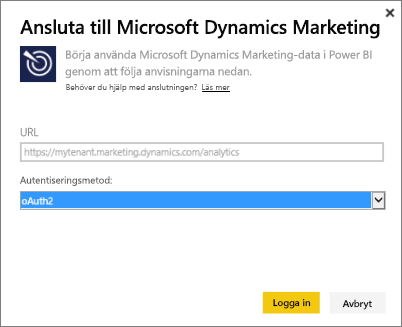 Ansluta till Microsoft Dynamics Marketing
Börja använda Microsoft Dynamics Marketing-data i Power BI
genom att följa anvisningarna nedan.
Behöver du hjälp med anslutningen? Läs mer
URL
https://mytenant.marketing.dynamics.com/analytics
Autentiseringsmetod:
oAuth2
Logga in
Avbryt